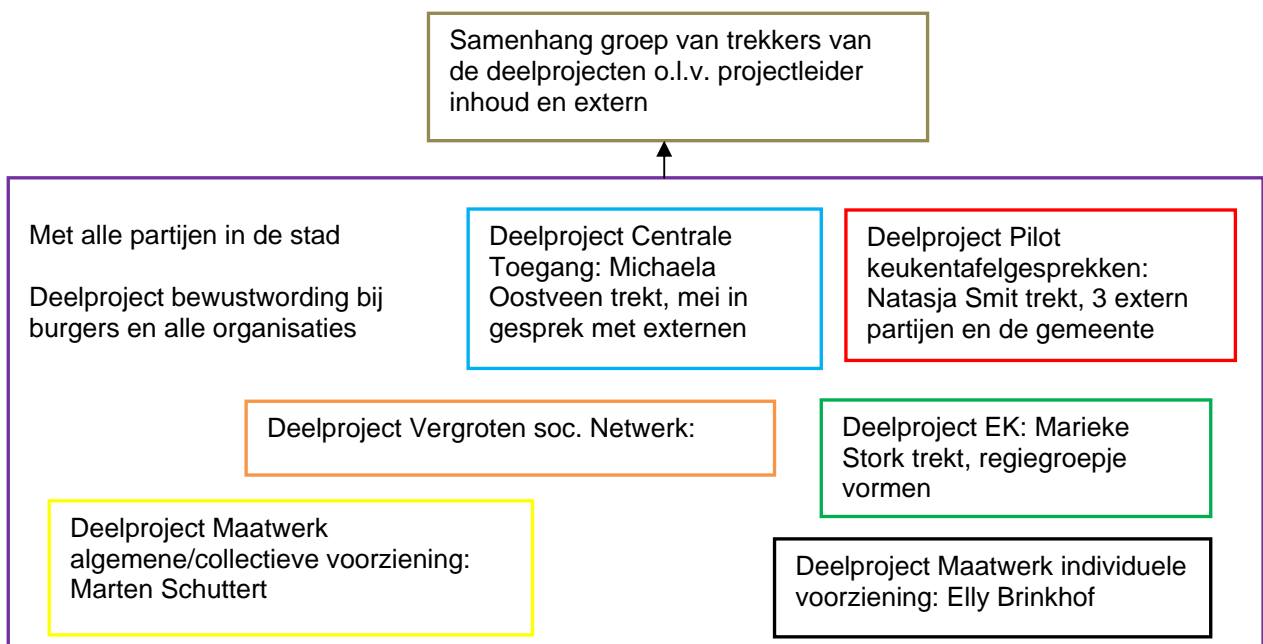 Samenhang groep van trekkers van
de deelprojecten o.l.v. projectleider
inhoud en extern
Met alle partijen in de stad
Deelproject bewustwording bij
burgers en alle organisaties
Deelproject Centrale
Toegang: Michaela
Oostveen trekt, mei in
gesprek met externen
Deelproject Pilot
keukentafelgesprekken:
Natasja Smit trekt, 3 extern
partijen en de gemeente
Deelproject Vergroten soc. Netwerk:
Deelproject EK: Marieke
Stork trekt, regiegroepje
vormen
Deelproject Maatwerk
algemene/collectieve voorziening:
Marten Schuttert
Deelproject Maatwerk individuele
voorziening: Elly Brinkhof